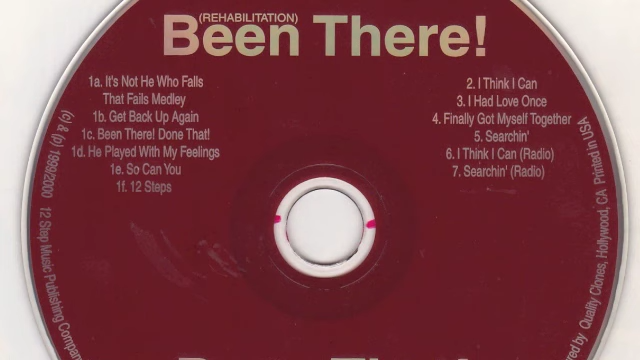 (REHABILITATION)
Been There!
1a. It's Not He Who Falls
That Fails Medley
1b. Get Back Up Again
1c. Been There! Done That!
1d. He Played With My Feelings
1e. So Can You
1f. 12 Steps
2. I Think I Can
3. I Had Love Once
4. Finally Got Myself Together
5. Searchin'
6. I Think I Can (Radio)
7. Searchin' (Radio)
(c) & (p) 1999/2000 12 Step Music Publishing Company
by Quality Clones, Hollywood, CA Printed in USA